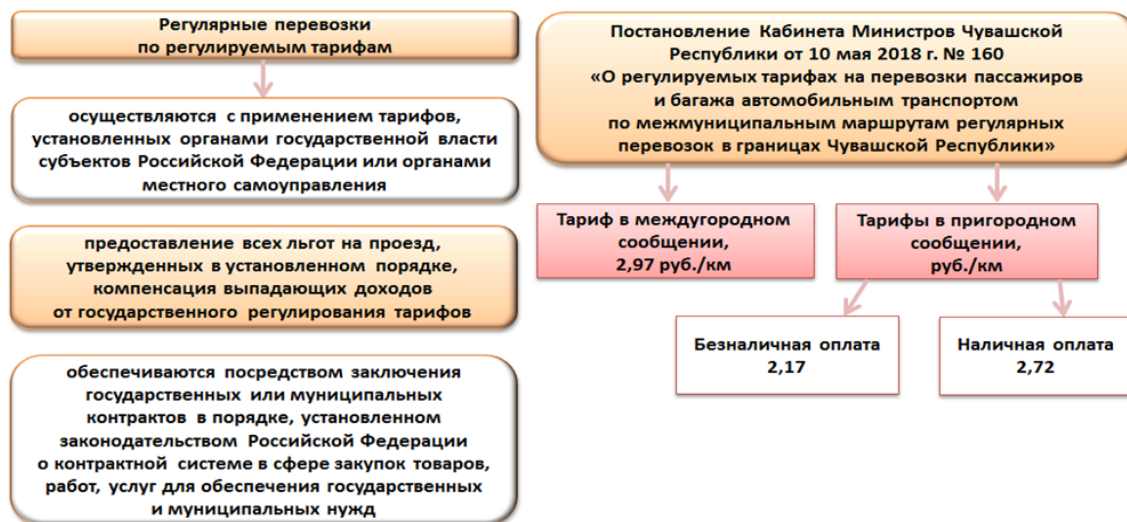 Регулярные перевозки
по регулируемым тарифам
осуществляются с применением тарифов,
установленных органами государственной власти
субъектов Российской Федерации или органами
местного самоуправления
предоставление всех льгот на проезд,
утвержденных в установленном порядке,
компенсация выпадающих доходов
от государственного регулирования тарифов
обеспечиваются посредством заключения
государственных или муниципальных
контрактов в порядке, установленном
законодательством Российской Федерации
о контрактной системе в сфере закупок товаров,
работ, услуг для обеспечения государственных
и муниципальных нужд
Постановление Кабинета Министров Чувашской
Республики от 10 мая 2018 г. № 160
«О регулируемых тарифах на перевозки пассажиров
и багажа автомобильным транспортом
по межмуниципальным маршрутам регулярных
перевозок в границах Чувашской Республики»
Тариф в междугородном
сообщении,
2,97 руб./км
Тарифы в пригородном
сообщении,
руб./км
Безналичная оплата
2,17
Наличная оплата
2,72